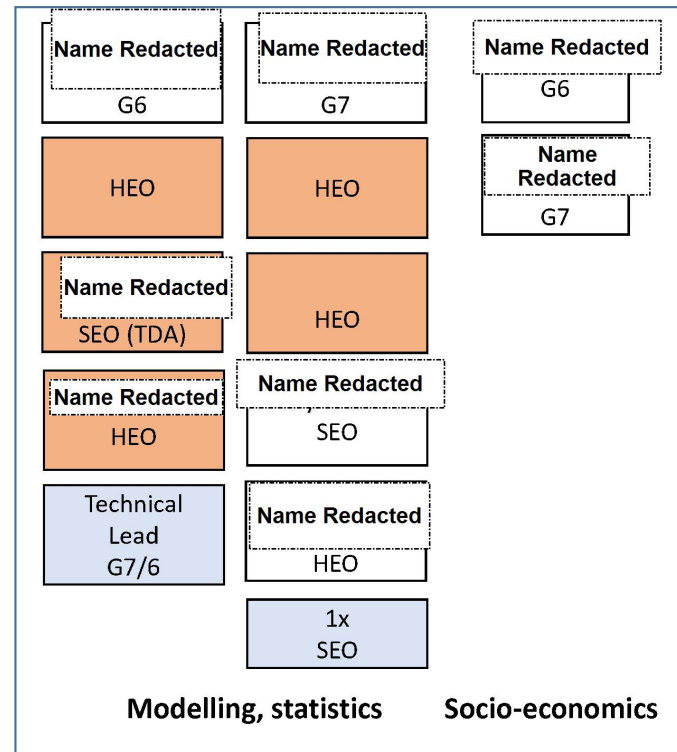 Name Redacted
G6
HEO
Name Redacted
SEO (TDA)
Name Redacted
HEO
Technical
Lead
G7/6
Name Redacted
G7
HEO
HEO
Name Redacted
SEO
Name Redacted
HEO
1x
SEO
Modelling, statistics
Name Redacted
G6
Name
Redacted
G7
Socio-economics